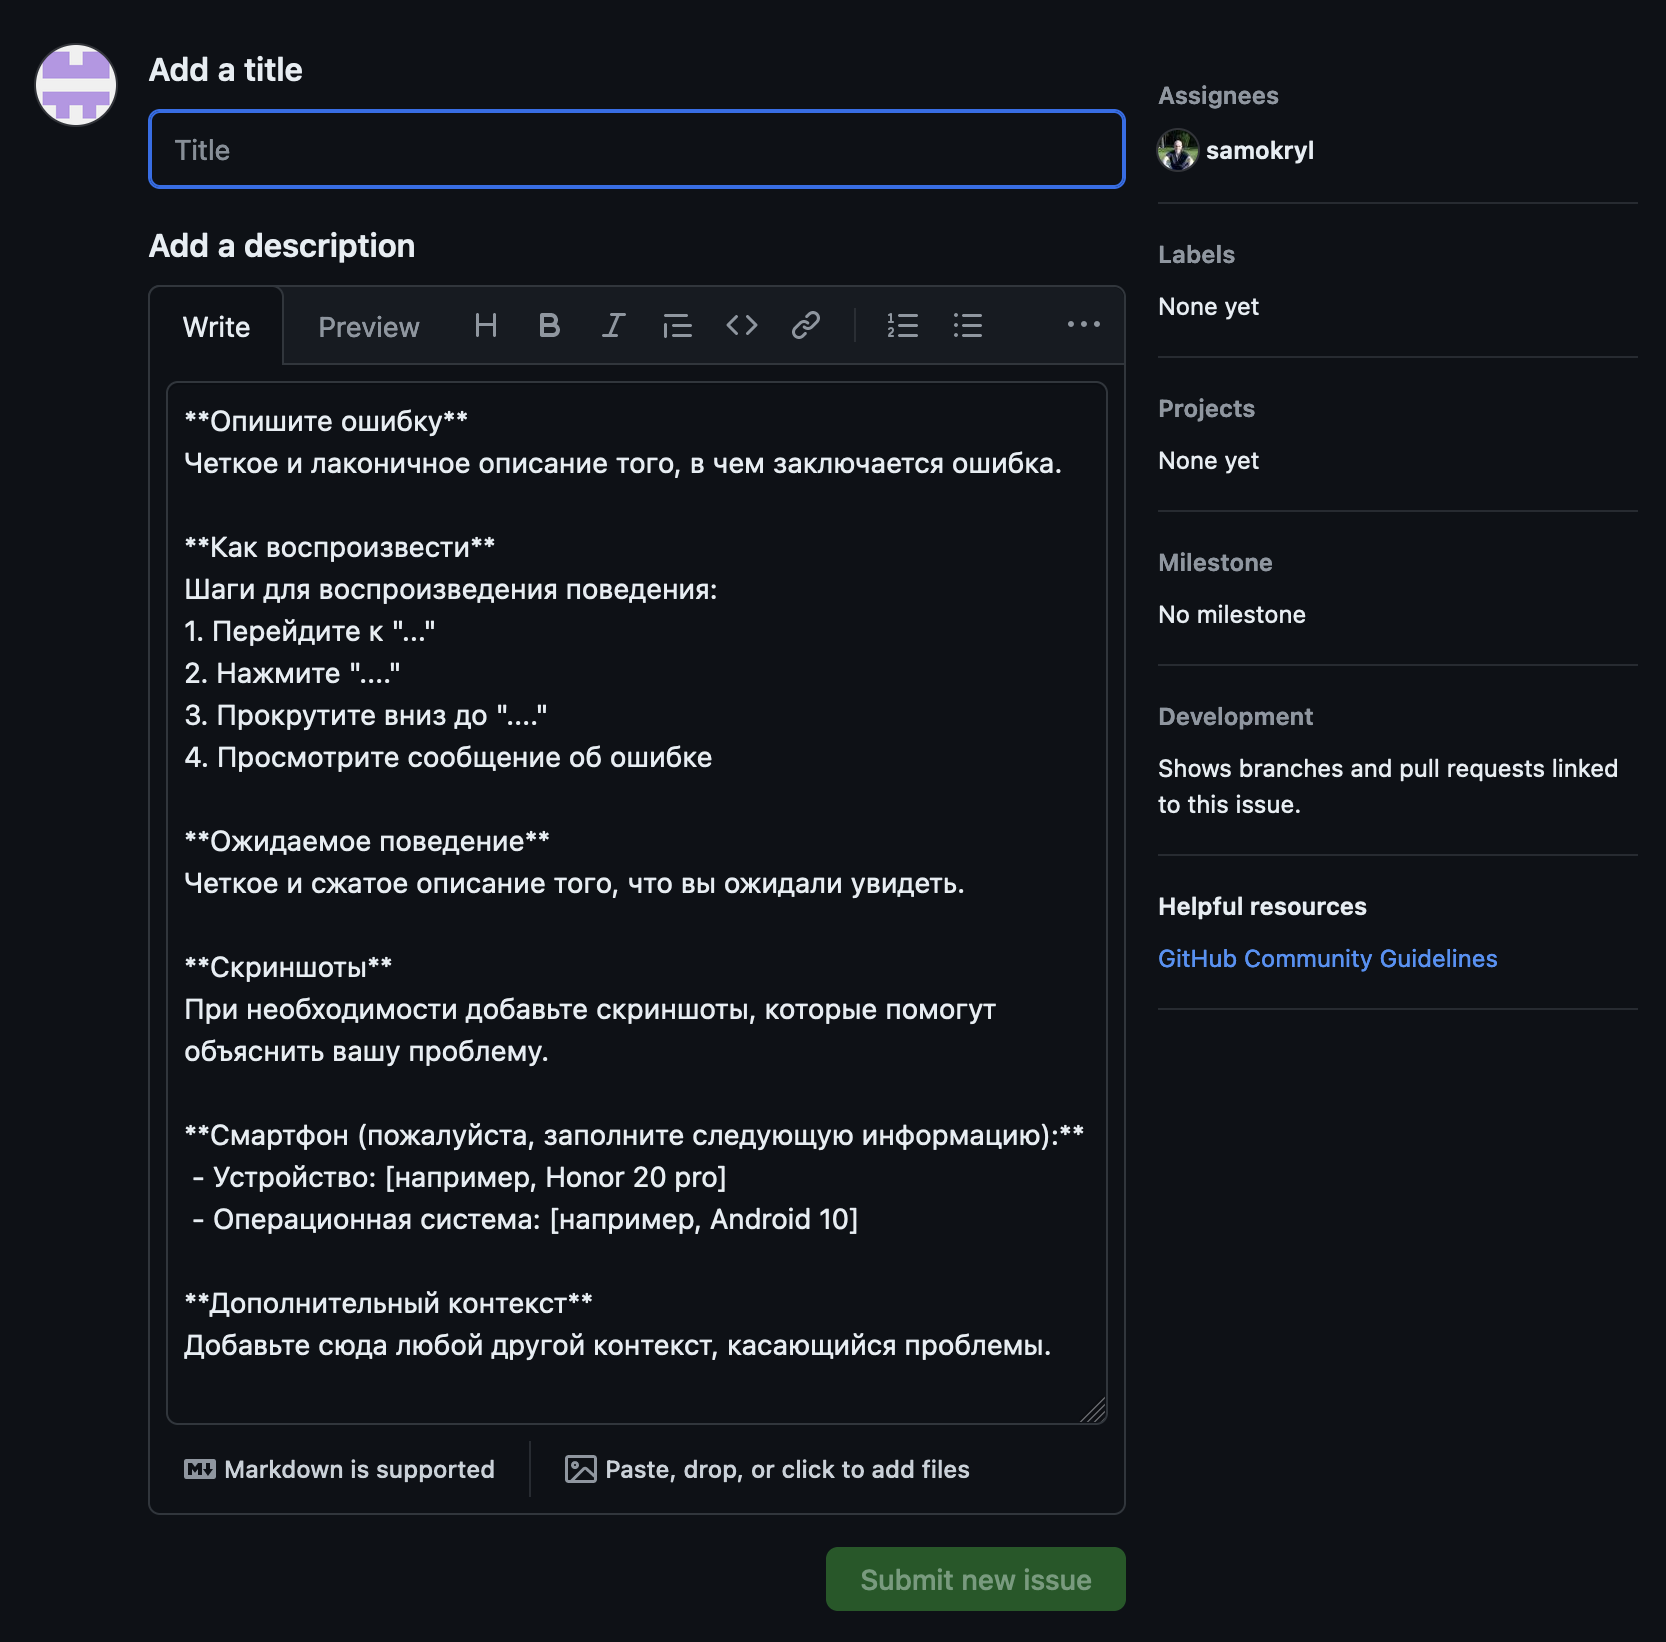 Add a title
Title
Add a description
Write
Preview
**Опишите ошибку**
Четкое и лаконичное описание того, в чем заключается ошибка.
**Как воспроизвести**
Шаги для воспроизведения поведения:
1. Перейдите к "..."
2. Нажмите "...."
3. Прокрутите вниз до "...."
4. Просмотрите сообщение об ошибке
**Ожидаемое поведение**
Четкое и сжатое описание того, что вы ожидали увидеть.
**Скриншоты**
При необходимости добавьте скриншоты, которые помогут
объяснить вашу проблему.
**Смартфон (пожалуйста, заполните следующую информацию):**
- Устройство: [например, Honor 20 pro]
- Операционная система: [например, Android 10]
**Дополнительный контекст**
Добавьте сюда любой другой контекст, касающийся проблемы.
Markdown is supported
Paste, drop, or click to add files
Submit new issue
Assignees
samokryl
Labels
None yet
Projects
None yet
Milestone
No milestone
Development
Shows branches and pull requests linked
to this issue.
Helpful resources
GitHub Community Guidelines